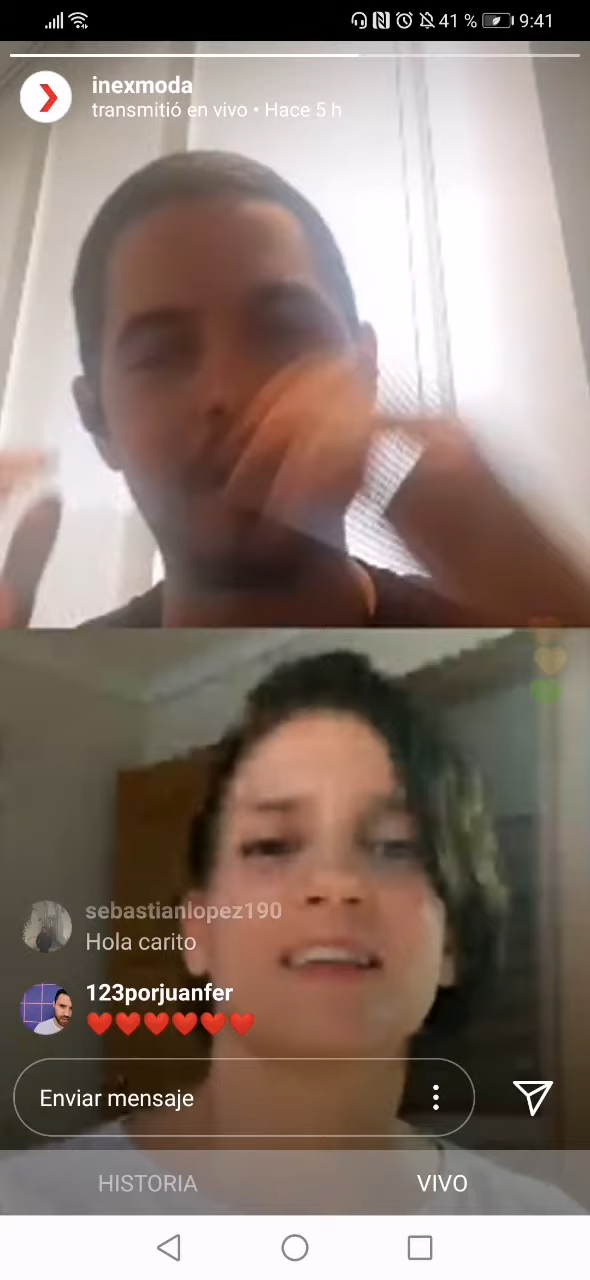 41 % 9:41
inexmoda
transmitió en vivo • Hace 5 h
sebastianlopez190
Hola carito
123porjuanfer
❤️❤️❤️❤️❤️❤️
Enviar mensaje
HISTORIA VIVO